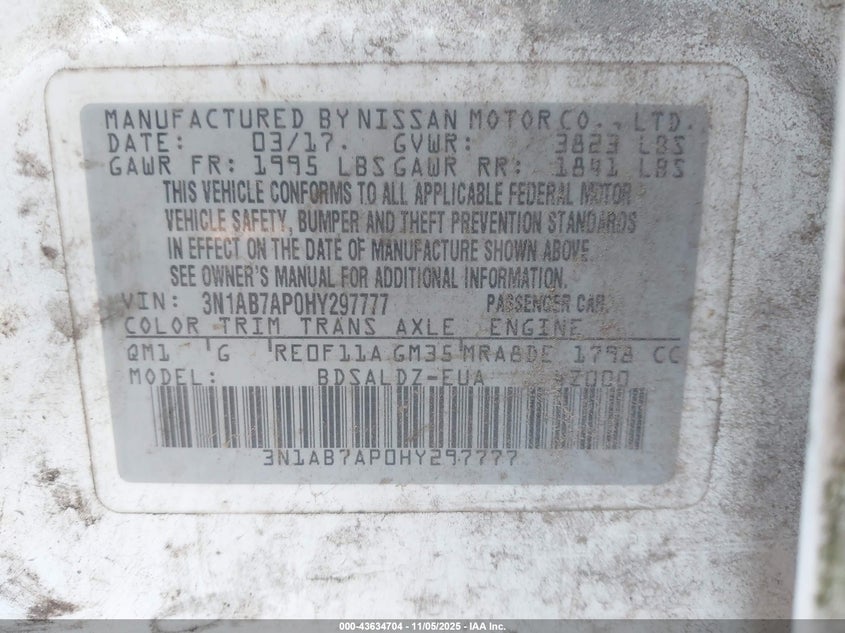 MANUFACTURED BY NISSAN MOTOR CO., LTD.
DATE: 03/17. GVWR: 3823 LBS
GAWR FR: 1995 LBS GAWR RR: 1841 LBS
THIS VEHICLE CONFORMS TO ALL APPLICABLE FEDERAL MOTOR
VEHICLE SAFETY, BUMPER AND THEFT PREVENTION STANDARDS
IN EFFECT ON THE DATE OF MANUFACTURE SHOWN ABOVE.
SEE OWNER'S MANUAL FOR ADDITIONAL INFORMATION.
VIN: 3N1AB7AP0HY297777 PASSENGER CAR
COLOR TRIM TRANS AXLE ENGINE
QM1 G RE0F11A GM35 MRA8DE 1798 CC
MODEL: BDSALDZ-EUA
3N1AB7AP0HY297777
000-43634704 - 11/05/2025 - IAA Inc.